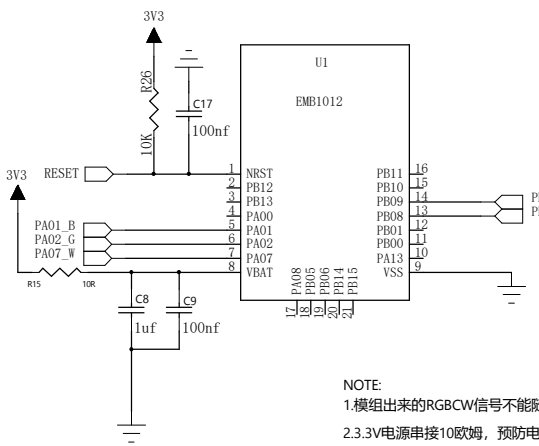 3V3
U1
EMB1012
R26
10K
C17
100nf
RESET
3V3
1 NRST
2 PB12
3 PB13
4 PA00
5 PA01
6 PA02
7 PA07
8 VBAT
PB11 16
PB10 15
PB09 14
PB08 13
PB01 12
PB00 11
PA13 10
VSS 9
PA01_B
PA02_G
PA07_W
R15 10R
C8
1uf
C9
100nf
PA08
PB05
PB06
PB14
PB15
17
18
19
20
21
NOTE:
1.模组出来的RGBCW信号不能
2.3.3V电源串接10欧姆，预防电